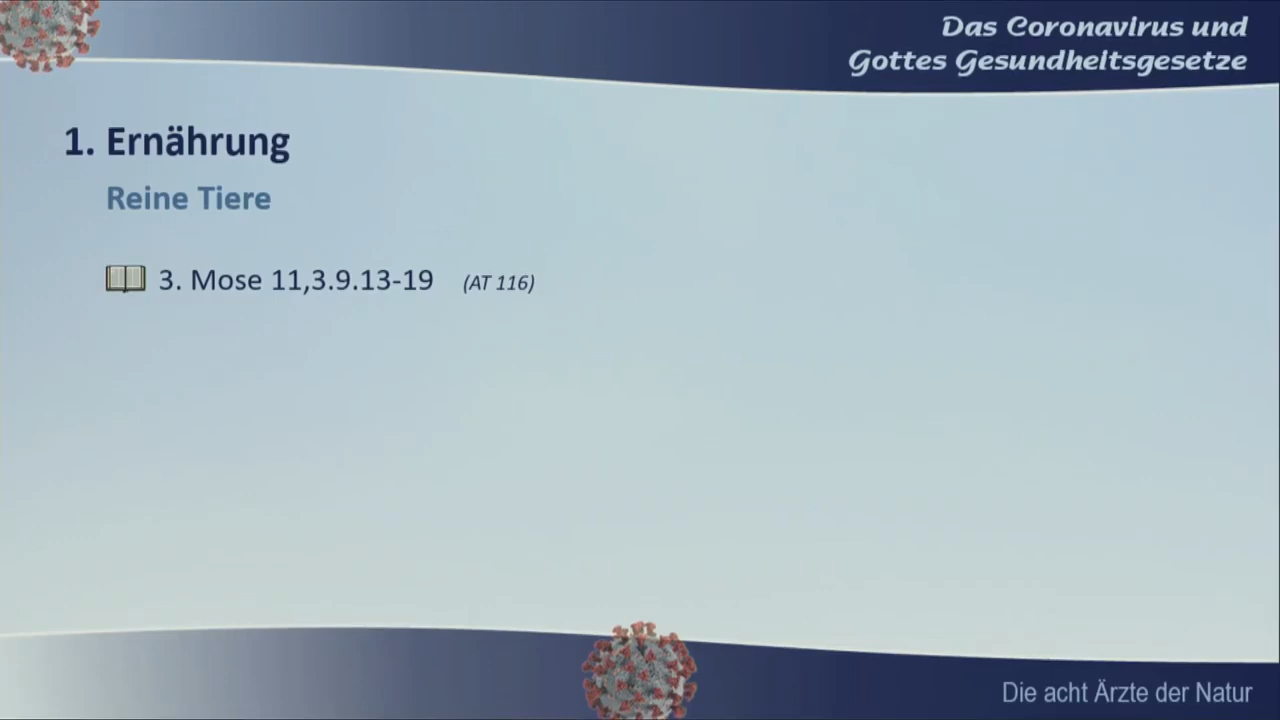 Das Coronavirus und
Gottes Gesundheitsgesetze
1. Ernährung
Reine Tiere
3. Mose 11,3.9.13-19 (AT 116)
Die acht Ärzte der Natur